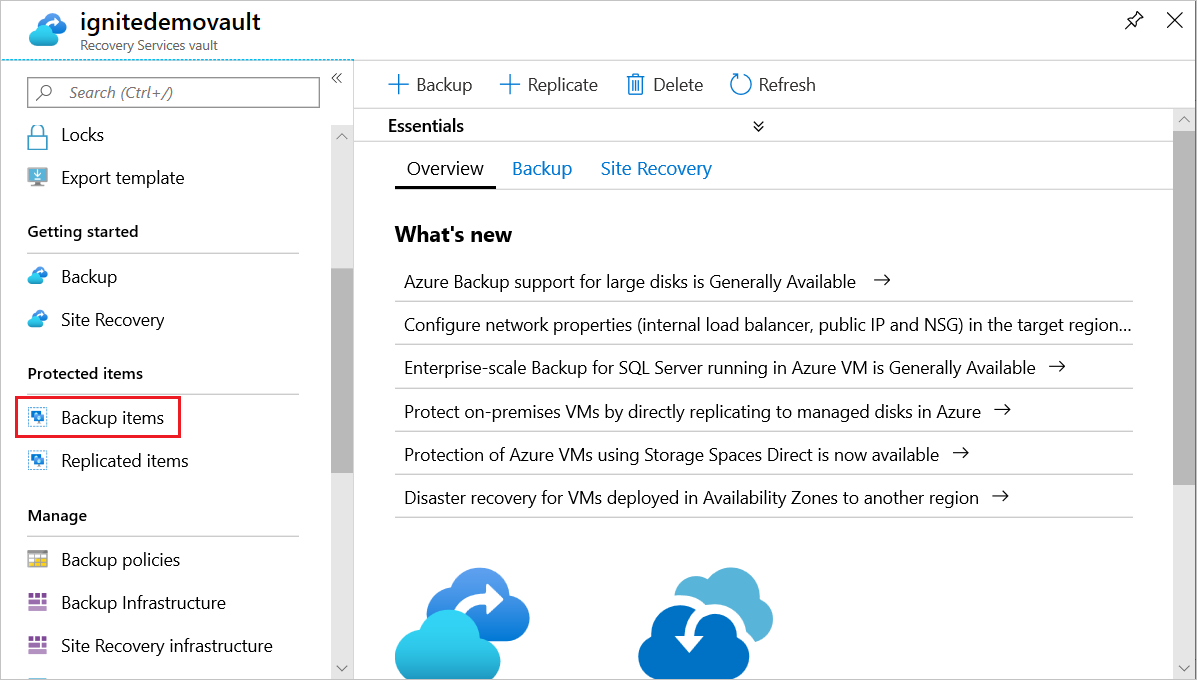 ignitedemovault
Recovery Services vault
Search (Ctrl+/)
Locks
Export template
Getting started
Backup
Site Recovery
Protected items
Backup items
Replicated items
Manage
Backup policies
Backup Infrastructure
Site Recovery infrastructure
Backup
Replicate
Delete
Refresh
Essentials
Overview
Backup
Site Recovery
What's new
Azure Backup support for large disks is Generally Available →
Configure network properties (internal load balancer, public IP and NSG) in the target region...
Enterprise-scale Backup for SQL Server running in Azure VM is Generally Available →
Protect on-premises VMs by directly replicating to managed disks in Azure →
Protection of Azure VMs using Storage Spaces Direct is now available →
Disaster recovery for VMs deployed in Availability Zones to another region →